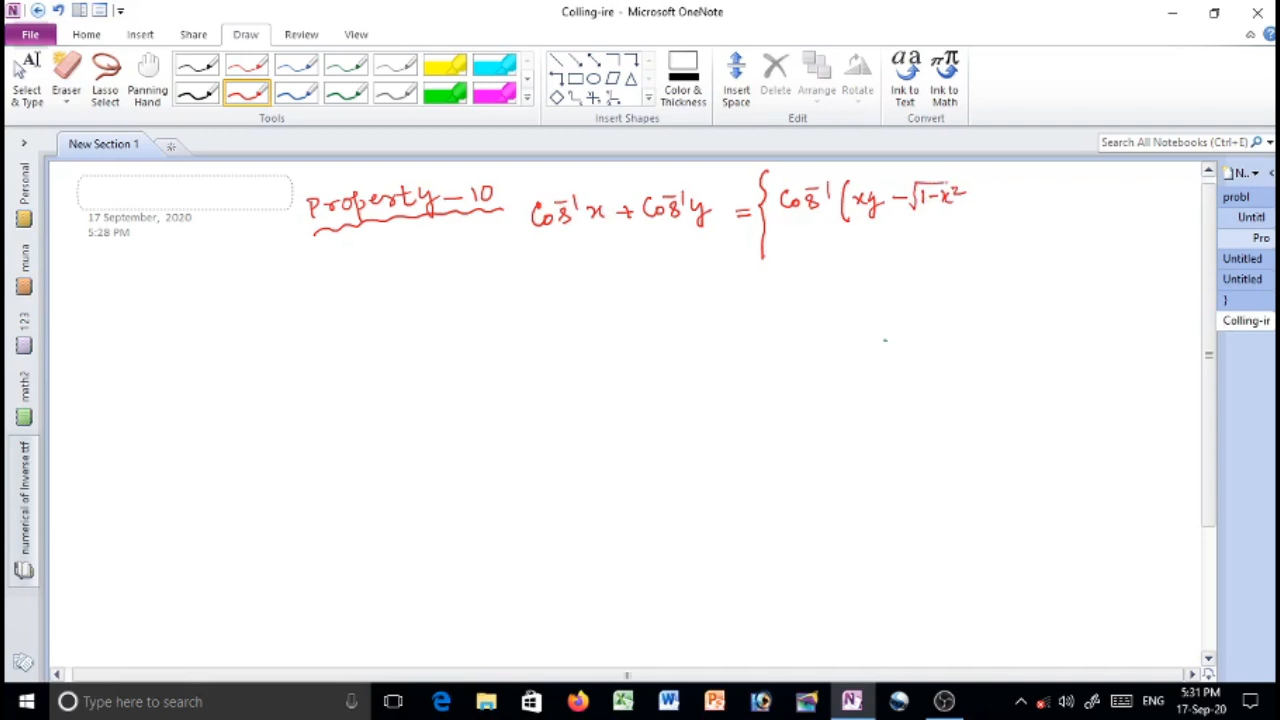 Colling-ire - Microsoft OneNote
File Home Insert Share Draw Review View
Select & Type Eraser Lasso Select Panning Hand Color & Thickness Insert Space Delete Arrange Rotate Ink to Text Ink to Math
Tools Insert Shapes Edit Convert
New Section 1 Search All Notebooks (Ctrl+E)
N..
Personal
muna
123
math2
numerical of Inverse ttf
17 September, 2020
5:28 PM
Property-10 Cos⁻¹x + Cos⁻¹y = { Cos⁻¹(xy - √1-x²
probl
Untitl
Pro
Untitled
Untitled
}
Colling-ir
Type here to search
ENG
5:31 PM
17-Sep-20